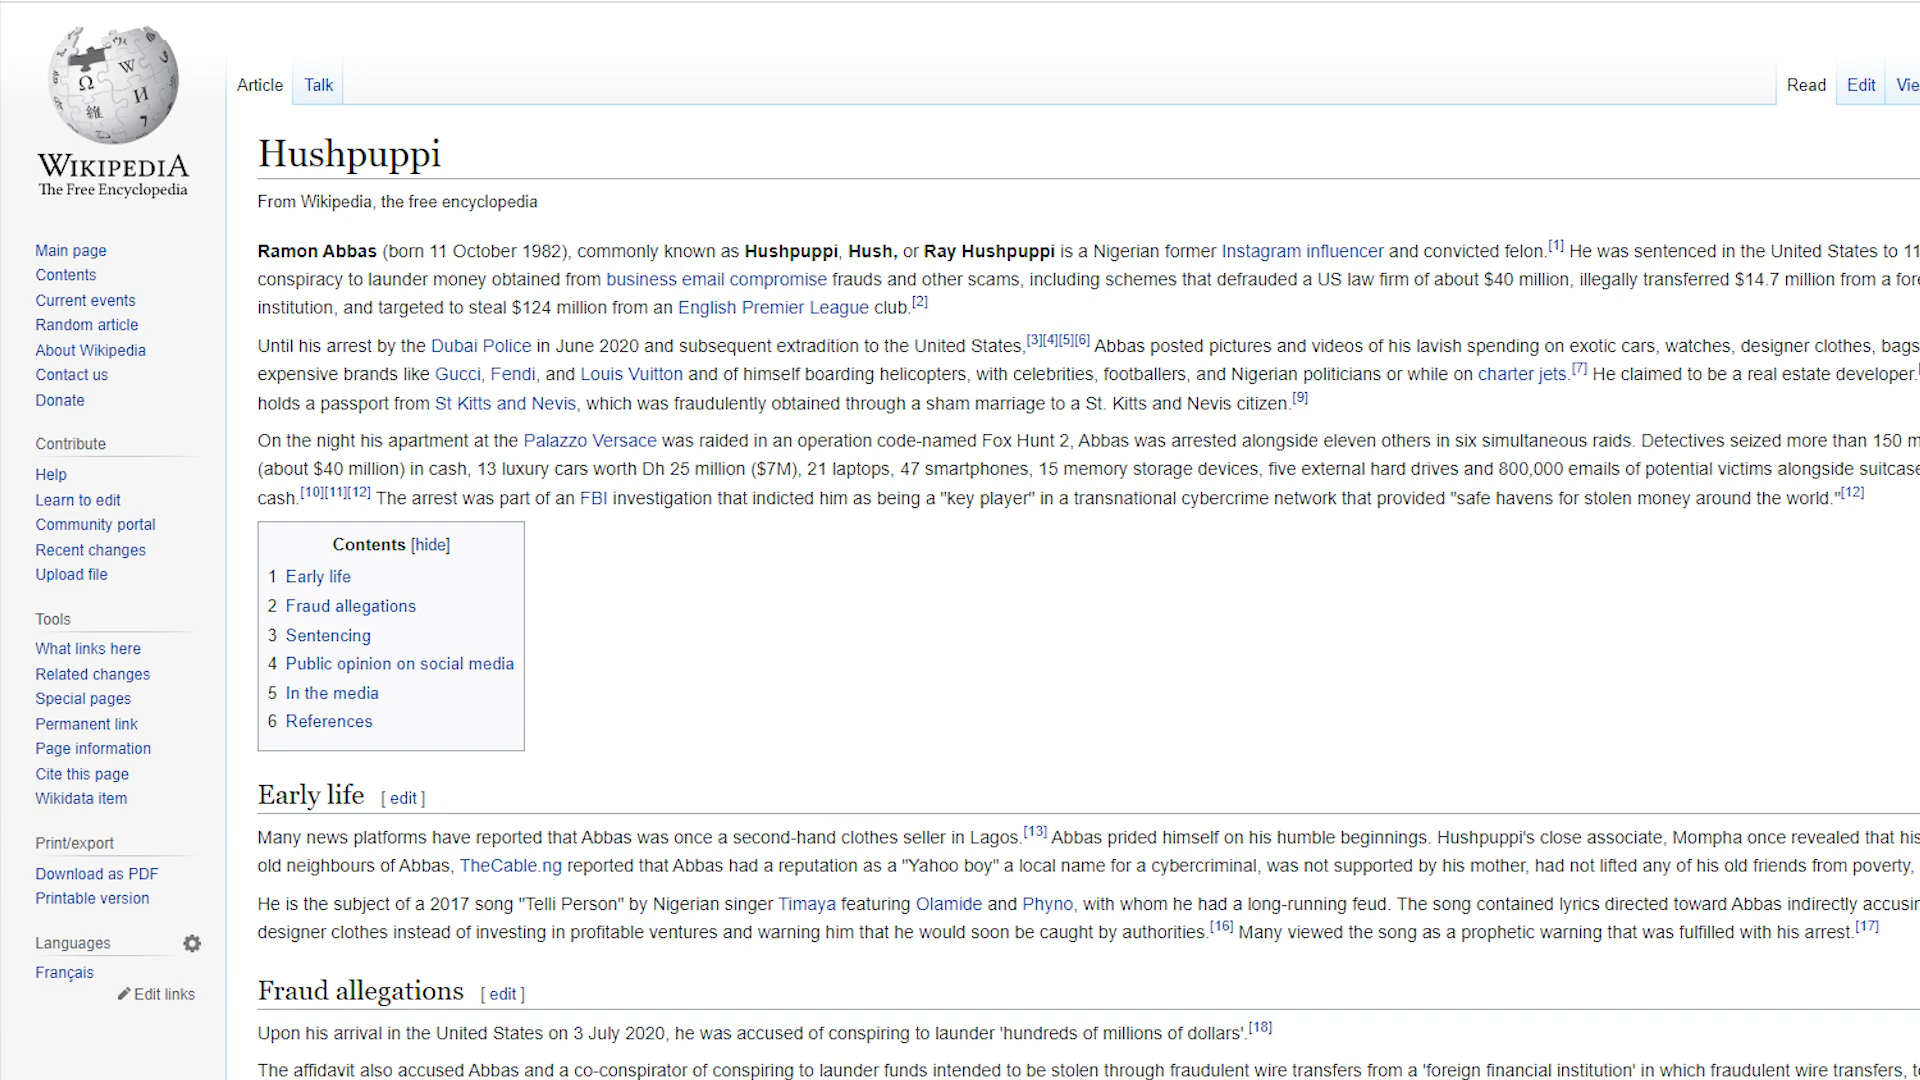 WIKIPEDIA
The Free Encyclopedia
Main page
Contents
Current events
Random article
About Wikipedia
Contact us
Donate
Contribute
Help
Learn to edit
Community portal
Recent changes
Upload file
Tools
What links here
Related changes
Special pages
Permanent link
Page information
Cite this page
Wikidata item
Print/export
Download as PDF
Printable version
Languages
Français
Edit links
Article Talk
Read Edit Vie
Hushpuppi
From Wikipedia, the free encyclopedia
Ramon Abbas (born 11 October 1982), commonly known as Hushpuppi, Hush, or Ray Hushpuppi is a Nigerian former Instagram influencer and convicted felon.[1] He was sentenced in the United States to 11
conspiracy to launder money obtained from business email compromise frauds and other scams, including schemes that defrauded a US law firm of about $40 million, illegally transferred $14.7 million from a fore
institution, and targeted to steal $124 million from an English Premier League club.[2]
Until his arrest by the Dubai Police in June 2020 and subsequent extradition to the United States,[3][4][5][6] Abbas posted pictures and videos of his lavish spending on exotic cars, watches, designer clothes, bags
expensive brands like Gucci, Fendi, and Louis Vuitton and of himself boarding helicopters, with celebrities, footballers, and Nigerian politicians or while on charter jets.[7] He claimed to be a real estate developer.[
holds a passport from St Kitts and Nevis, which was fraudulently obtained through a sham marriage to a St. Kitts and Nevis citizen.[9]
On the night his apartment at the Palazzo Versace was raided in an operation code-named Fox Hunt 2, Abbas was arrested alongside eleven others in six simultaneous raids. Detectives seized more than 150 m
(about $40 million) in cash, 13 luxury cars worth Dh 25 million ($7M), 21 laptops, 47 smartphones, 15 memory storage devices, five external hard drives and 800,000 emails of potential victims alongside suitcase
cash.[10][11][12] The arrest was part of an FBI investigation that indicted him as being a "key player" in a transnational cybercrime network that provided "safe havens for stolen money around the world."[12]
Contents [hide]
1 Early life
2 Fraud allegations
3 Sentencing
4 Public opinion on social media
5 In the media
6 References
Early life [ edit ]
Many news platforms have reported that Abbas was once a second-hand clothes seller in Lagos.[13] Abbas prided himself on his humble beginnings. Hushpuppi's close associate, Mompha once revealed that his
old neighbours of Abbas, TheCable.ng reported that Abbas had a reputation as a "Yahoo boy" a local name for a cybercriminal, was not supported by his mother, had not lifted any of his old friends from poverty,
He is the subject of a 2017 song "Telli Person" by Nigerian singer Timaya featuring Olamide and Phyno, with whom he had a long-running feud. The song contained lyrics directed toward Abbas indirectly accusin
designer clothes instead of investing in profitable ventures and warning him that he would soon be caught by authorities.[16] Many viewed the song as a prophetic warning that was fulfilled with his arrest.[17]
Fraud allegations [ edit ]
Upon his arrival in the United States on 3 July 2020, he was accused of conspiring to launder 'hundreds of millions of dollars'.[18]
The affidavit also accused Abbas and a co-conspirator of conspiring to launder funds intended to be stolen through fraudulent wire transfers from a 'foreign financial institution' in which fraudulent wire transfers, t